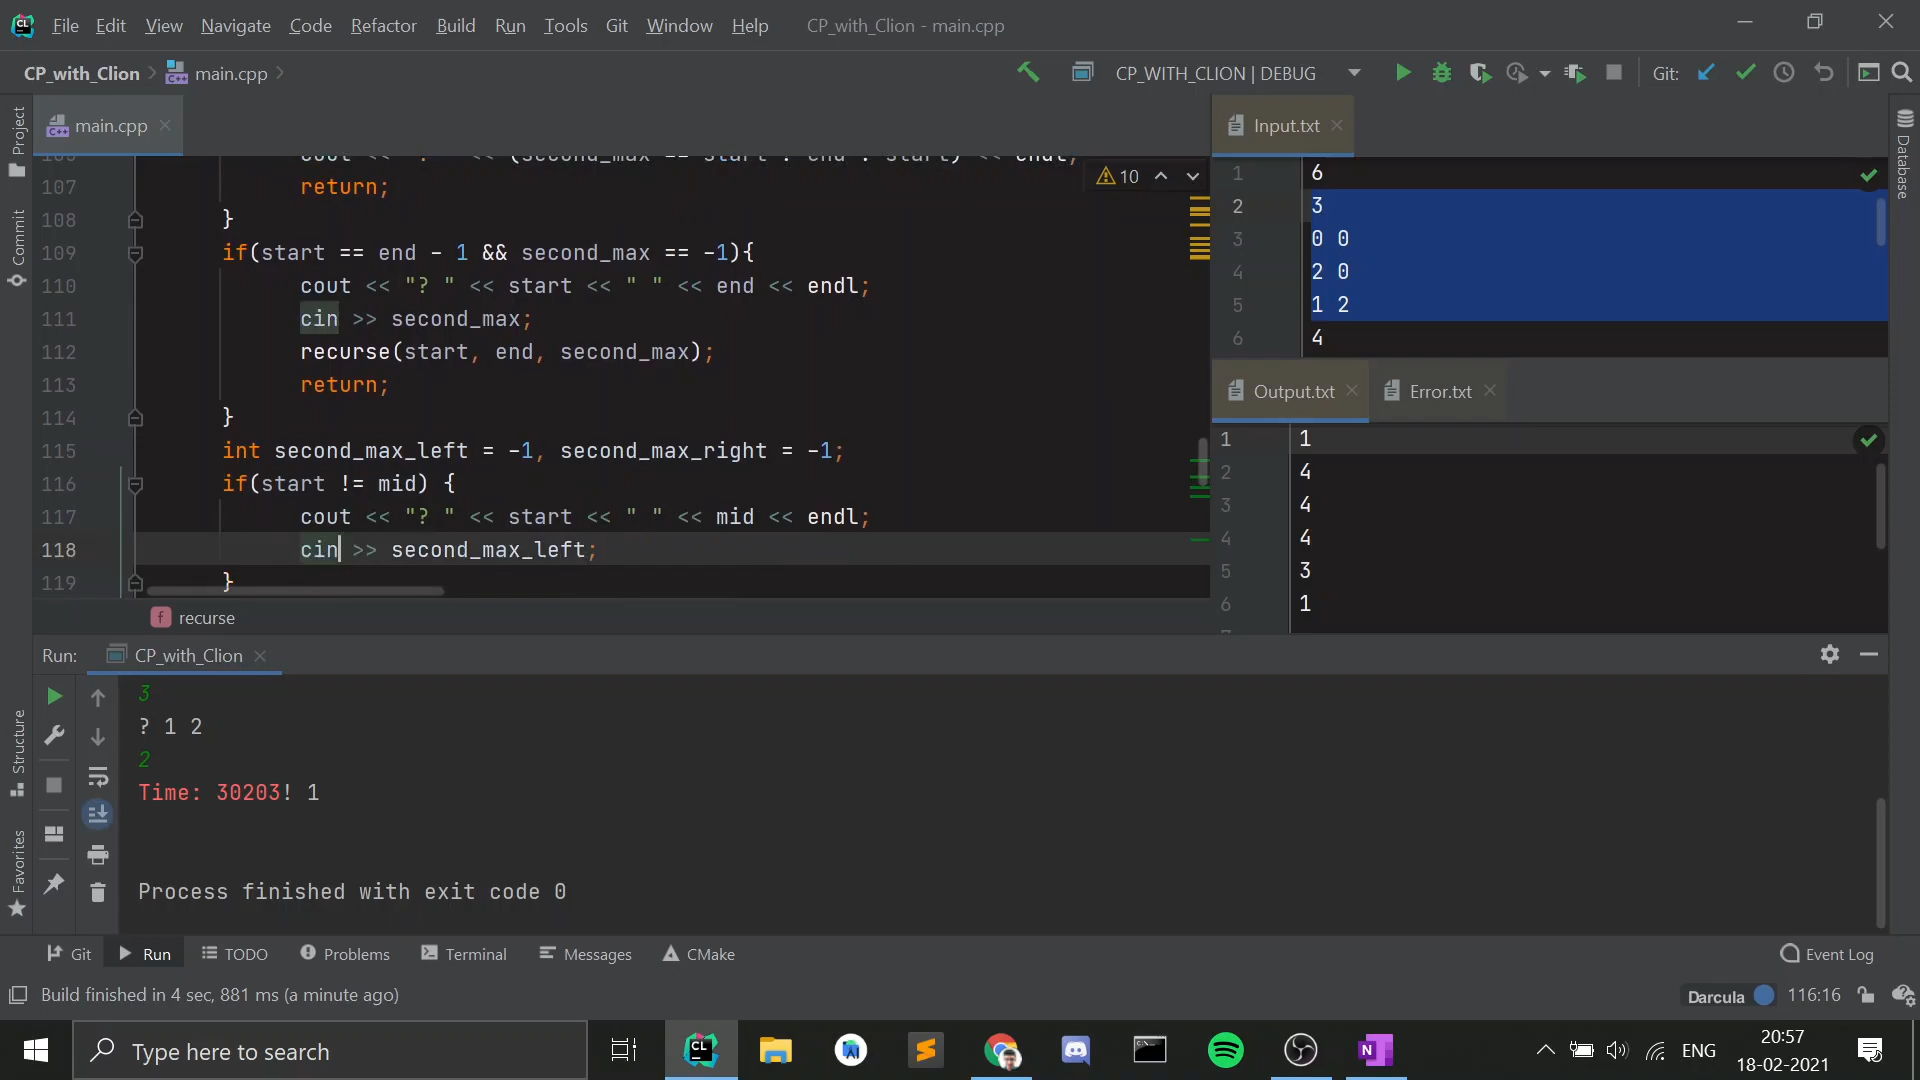 File Edit View Navigate Code Refactor Build Run Tools Git Window Help CP_with_Clion - main.cpp
CP_with_Clion main.cpp CP_WITH_CLION | DEBUG Git:
Project
Commit
Structure
Favorites
main.cpp
107 return;
108 }
109 if(start == end - 1 && second_max == -1){
110 cout << "? " << start << " " << end << endl;
111 cin >> second_max;
112 recurse(start, end, second_max);
113 return;
114 }
115 int second_max_left = -1, second_max_right = -1;
116 if(start != mid) {
117 cout << "? " << start << " " << mid << endl;
118 cin >> second_max_left;
119 }
10
f recurse
Input.txt
1 6
2 3
3 0 0
4 2 0
5 1 2
6 4
Output.txt Error.txt
1 1
2 4
3 4
4 4
5 3
6 1
Database
Run: CP_with_Clion
3
? 1 2
2
Time: 30203! 1
Process finished with exit code 0
Git Run TODO Problems Terminal Messages CMake Event Log
Build finished in 4 sec, 881 ms (a minute ago) Darcula 116:16
Type here to search
ENG
20:57
18-02-2021